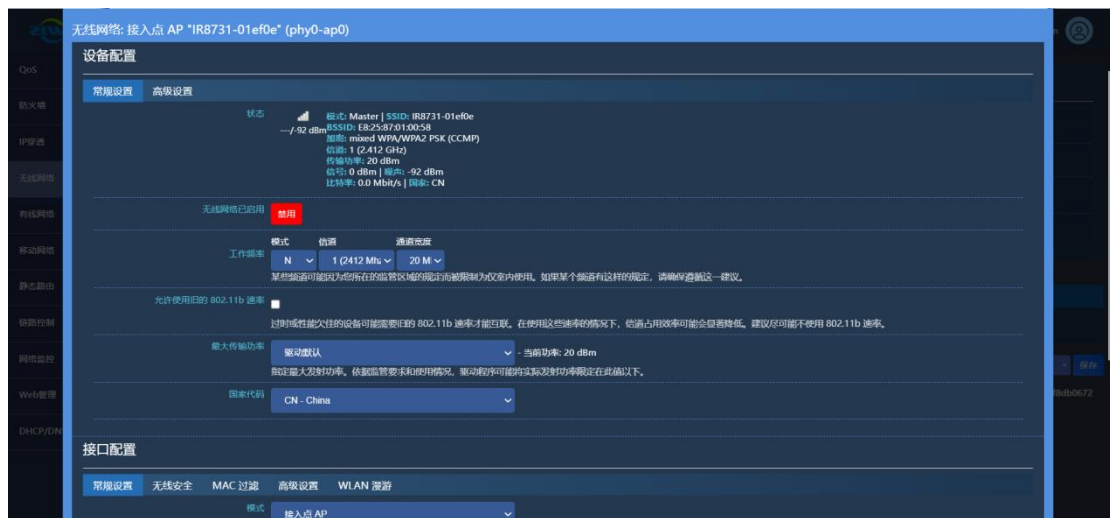 无线网络: 接入点 AP "IR8731-01ef0e" (phy0-ap0)
设备配置
QoS
常规设置 高级设置
防火墙
状态
模式: Master | SSID: IR8731-01ef0e
---/-92 dBm BSSID: E8:25:87:01:00:58
加密: mixed WPA/WPA2 PSK (CCMP)
信道: 1 (2.412 GHz)
传输功率: 20 dBm
信号: 0 dBm | 噪声: -92 dBm
比特率: 0.0 Mbit/s | 国家: CN
IP穿透
无线网络
有线网络
无线网络已启用 禁用
移动网络
模式 信道 通道宽度
工作频率 N 1 (2412 Mhz 20 M
某些频道可能因为您所在的监管区域的规定而被限制为仅室内使用。如果某个频道有这样的规定，请确保遵循这一建议。
静态路由
允许使用旧的 802.11b 速率
链路控制
过时或性能欠佳的设备可能需要旧的 802.11b 速率才能互联。在使用这些速率的情况下，信道占用效率可能会显著降低。建议尽可能不使用 802.11b 速率。
网络监控
最大传输功率 驱动默认 - 当前功率: 20 dBm
指定最大发射功率。依据监管要求和使用情况，驱动程序可能将实际发射功率限定在此值以下。
保存
Web管理
国家代码 CN - China
f8db0672
DHCP/DN
接口配置
常规设置 无线安全 MAC 过滤 高级设置 WLAN 漫游
模式 接入点 AP